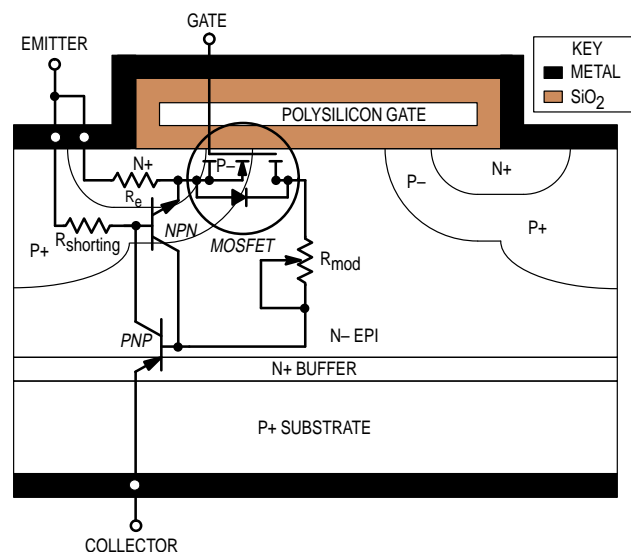 GATE
EMITTER
KEY
METAL
SiO2
POLYSILICON GATE
N+
P–
N+
P–
Re
NPN
MOSFET
P+
Rshorting
P+
Rmod
PNP
N– EPI
N+ BUFFER
P+ SUBSTRATE
COLLECTOR